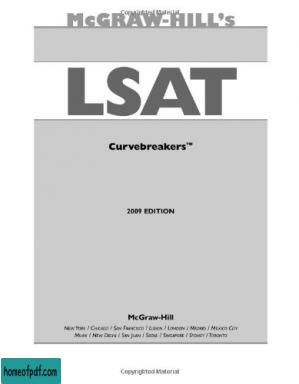 McGRAW-HILL's
LSAT
Curvebreakers™
2009 EDITION
McGraw-Hill
NEW YORK / CHICAGO / SAN FRANCISCO / LISBON / LONDON / MADRID / MEXICO CITY
MILAN / NEW DELHI / SAN JUAN / SEOUL / SINGAPORE / SYDNEY / TORONTO
homeofpdf.com